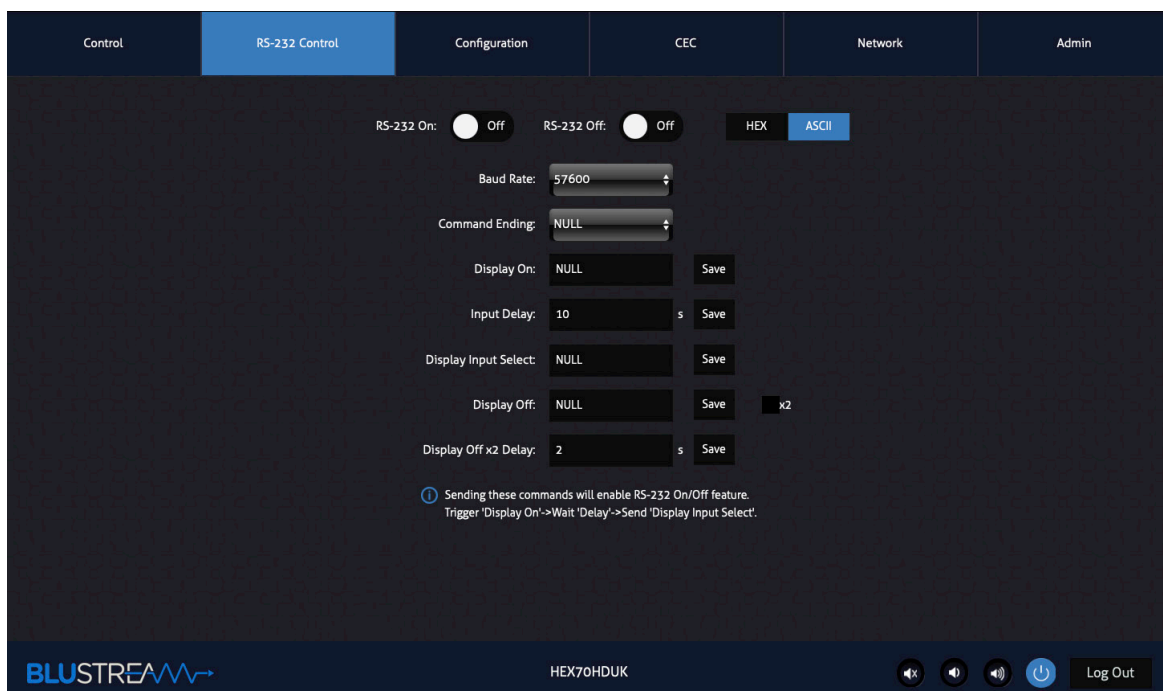 Control RS-232 Control Configuration CEC Network Admin
RS-232 On: Off RS-232 Off: Off HEX ASCII
Baud Rate: 57600
Command Ending: NULL
Display On: NULL Save
Input Delay: 10 s Save
Display Input Select: NULL Save
Display Off: NULL Save x2
Display Off x2 Delay: 2 s Save
Sending these commands will enable RS-232 On/Off feature.
Trigger 'Display On'->Wait 'Delay'->Send 'Display Input Select'.
BLUSTREAM HEX70HDUK Log Out